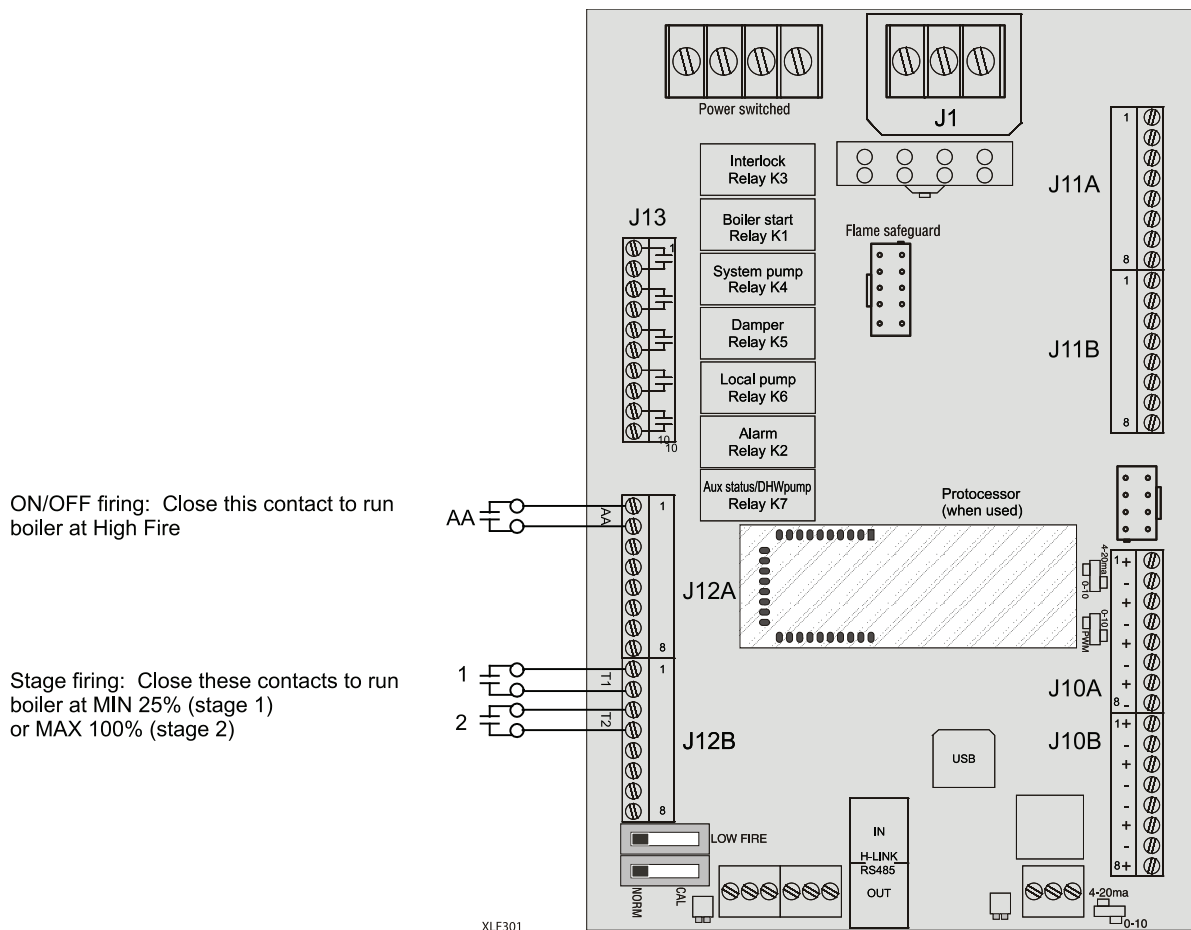 Power switched
J1
Interlock
Relay K3
Boiler start
Relay K1
System pump
Relay K4
Damper
Relay K5
Local pump
Relay K6
Alarm
Relay K2
Aux status/DHWpump
Relay K7
Flame safeguard
J13
1
10
10
J11A
1
8
J11B
1
8
ON/OFF firing: Close this contact to run
boiler at High Fire
AA
AA
1
J12A
8
Stage firing: Close these contacts to run
boiler at MIN 25% (stage 1)
or MAX 100% (stage 2)
1
2
T1
T2
1
J12B
8
Protocessor
(when used)
4-20ma
0-10
0-10
PWM
1+
-
+
-
+
-
+
8 -
J10A
1+
-
+
-
-
+
-
8+
J10B
USB
LOW FIRE
NORM
CAL
IN
H-LINK
RS485
OUT
4-20ma
0-10
XLF301